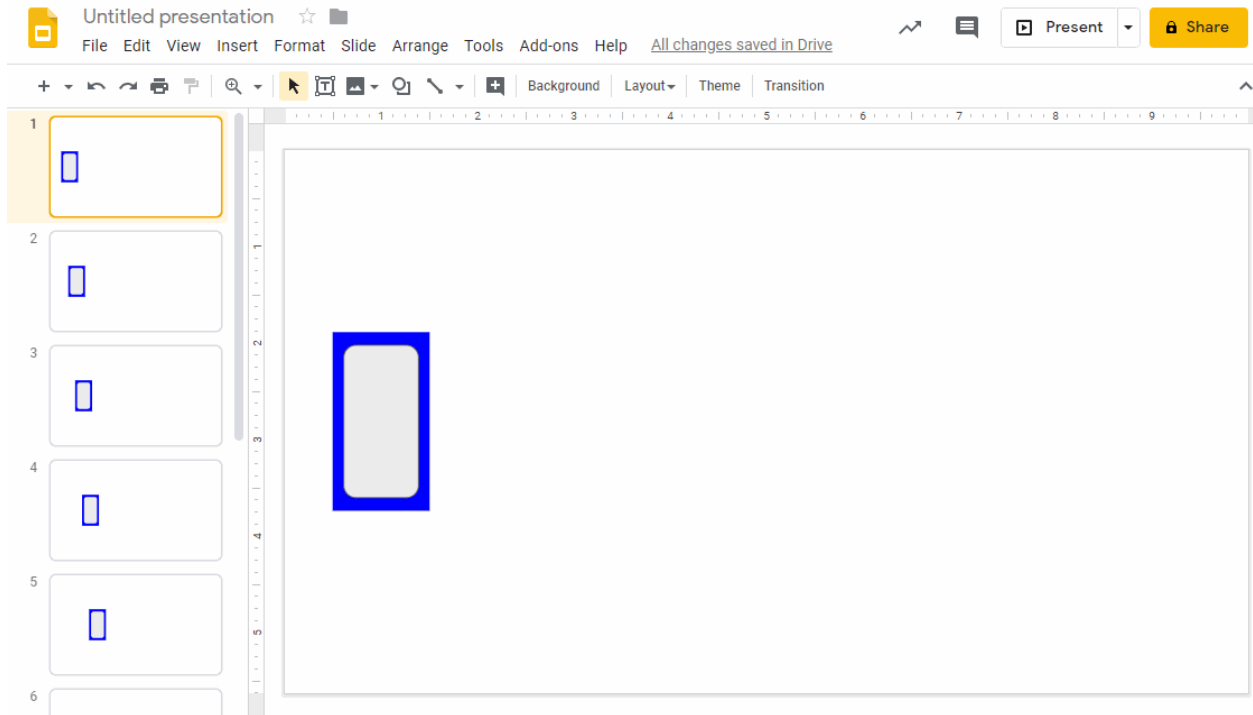 Untitled presentation
File Edit View Insert Format Slide Arrange Tools Add-ons Help All changes saved in Drive
Present
Share
Background Layout Theme Transition
1 2 3 4 5 6 7 8 9
1
2
3
4
5
6
1
2
3
4
5